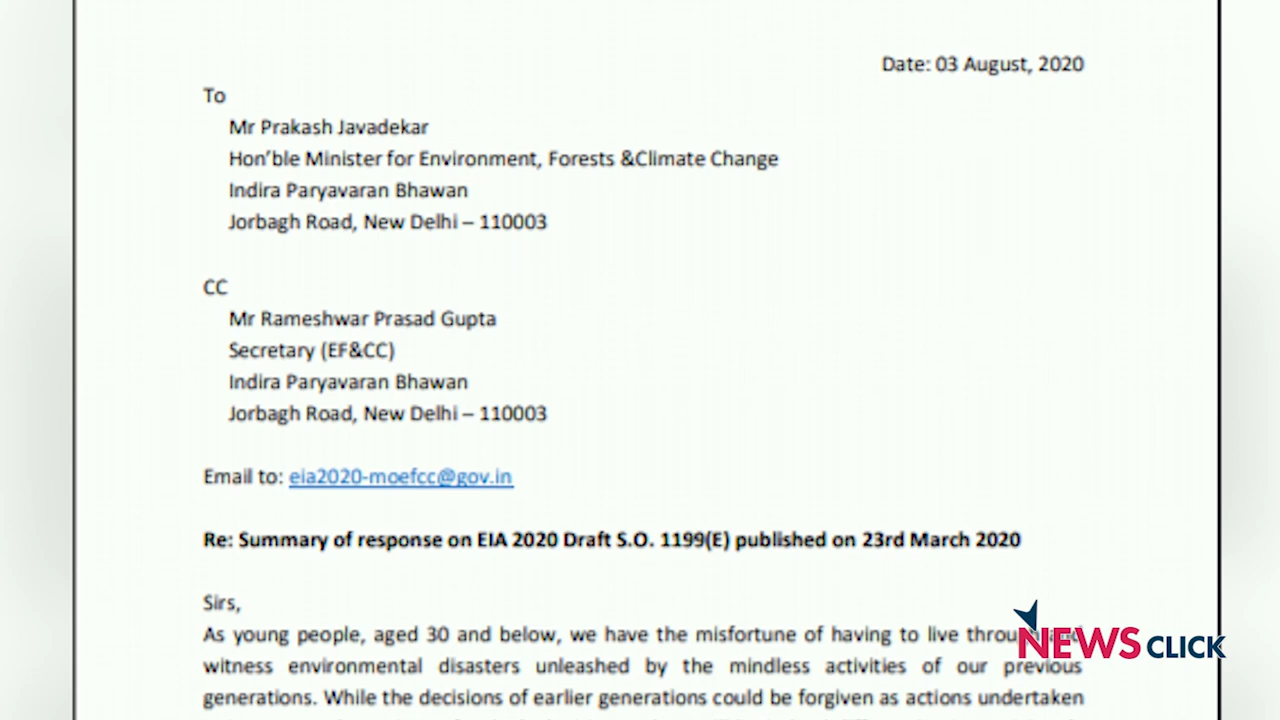 Date: 03 August, 2020
To
Mr Prakash Javadekar
Hon’ble Minister for Environment, Forests &Climate Change
Indira Paryavaran Bhawan
Jorbagh Road, New Delhi – 110003
CC
Mr Rameshwar Prasad Gupta
Secretary (EF&CC)
Indira Paryavaran Bhawan
Jorbagh Road, New Delhi – 110003
Email to: eia2020-moefcc@gov.in
Re: Summary of response on EIA 2020 Draft S.O. 1199(E) published on 23rd March 2020
Sirs,
As young people, aged 30 and below, we have the misfortune of having to live
witness environmental disasters unleashed by the mindless activities of our previous
generations. While the decisions of earlier generations could be forgiven as actions undertaken
NEWS CLICK